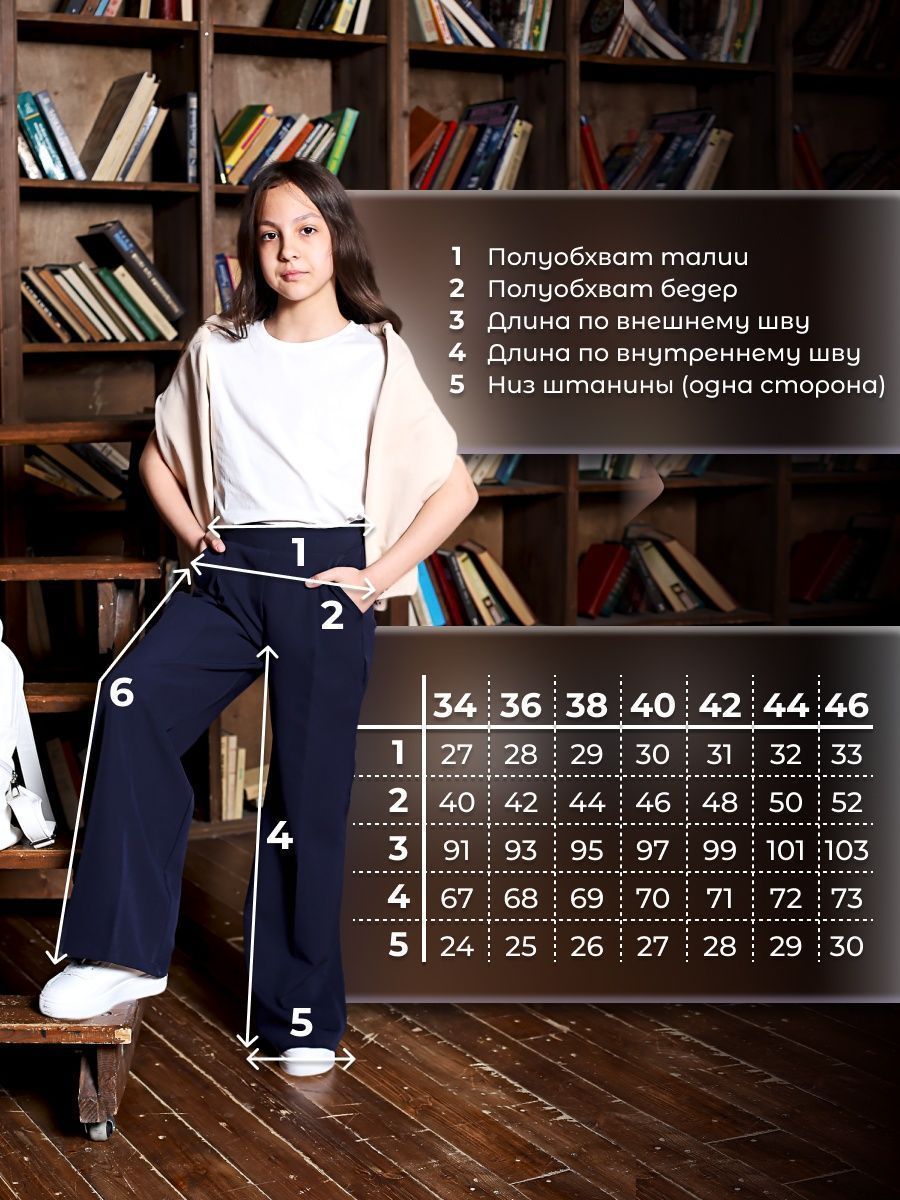 1 Полуобхват талии
2 Полуобхват бедер
3 Длина по внешнему шву
4 Длина по внутреннему шву
5 Низ штанины (одна сторона)
1
2
6
4
5
34 36 38 40 42 44 46
1 27 28 29 30 31 32 33
2 40 42 44 46 48 50 52
3 91 93 95 97 99 101 103
4 67 68 69 70 71 72 73
5 24 25 26 27 28 29 30